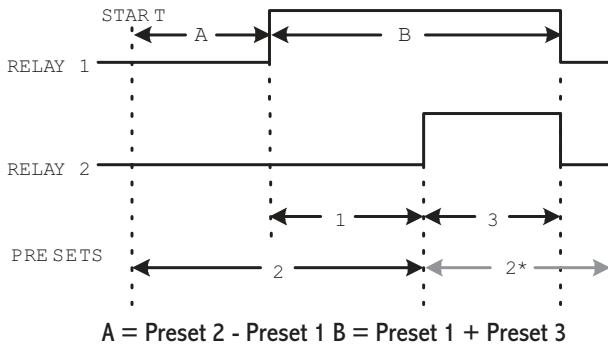 START
A
B
RELAY 1
RELAY 2
1
3
PRESETS
2
2*
A = Preset 2 - Preset 1 B = Preset 1 + Preset 3